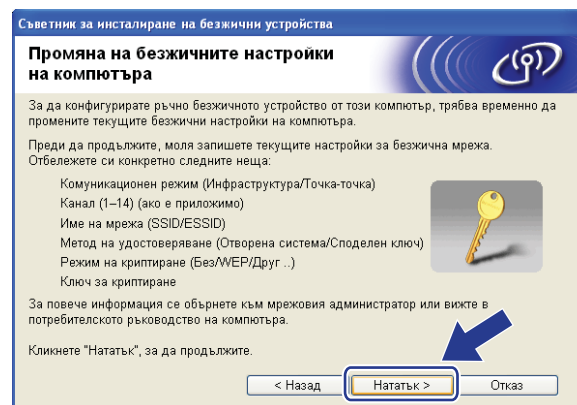 Съветник за инсталиране на безжични устройства
Промяна на безжичните настройки
на компютъра
За да конфигурирате ръчно безжичното устройство от този компютър, трябва временно да
промените текущите безжични настройки на компютъра.
Преди да продължите, моля запишете текущите настройки за безжична мрежа.
Отбележете си конкретно следните неща:
Комуникационен режим (Инфраструктура/Точка-точка)
Канал (1–14) (ако е приложимо)
Име на мрежа (SSID/ESSID)
Метод на удостоверяване (Отворена система/Споделен ключ)
Режим на криптиране (Без/WEP/Друг ..)
Ключ за криптиране
За повече информация се обърнете към мрежовия администратор или вижте в
потребителското ръководство на компютъра.
Кликнете "Нататък", за да продължите.
< Назад Нататък > Отказ